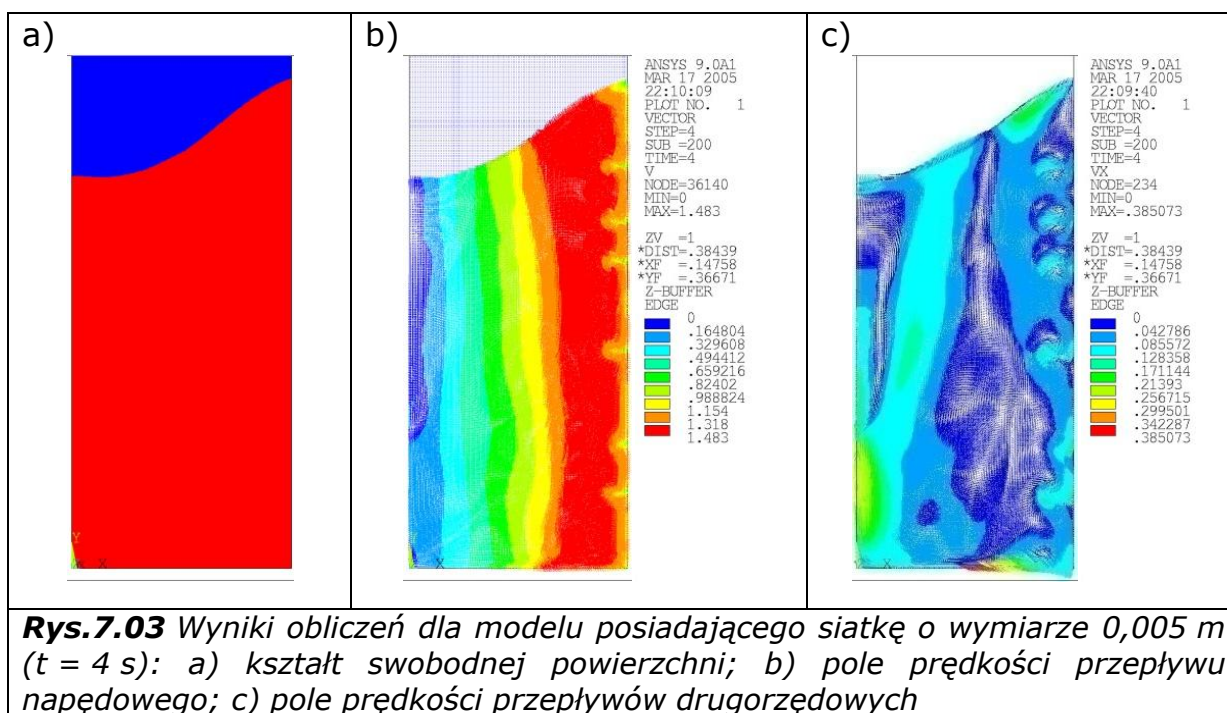 a)
Y
X
b)
X
ANSYS 9.0A1
MAR 17 2005
22:10:09
PLOT NO. 1
VECTOR
STEP=4
SUB =200
TIME=4
V
NODE=36140
MIN=0
MAX=1.483
ZV =1
*DIST=.38439
*XF =.14758
*YF =.36671
Z-BUFFER
EDGE
0
.164804
.329608
.494412
.659216
.82402
.988824
1.154
1.318
1.483
c)
X
ANSYS 9.0A1
MAR 17 2005
22:09:40
PLOT NO. 1
VECTOR
STEP=4
SUB =200
TIME=4
VX
NODE=234
MIN=0
MAX=.385073
ZV =1
*DIST=.38439
*XF =.14758
*YF =.36671
Z-BUFFER
EDGE
0
.042786
.085572
.128358
.171144
.21393
.256715
.299501
.342287
.385073
Rys.7.03 Wyniki obliczeń dla modelu posiadającego siatkę o wymiarze 0,005 m
(t = 4 s): a) kształt swobodnej powierzchni; b) pole prędkości przepływu
napędowego; c) pole prędkości przepływów drugorzędowych